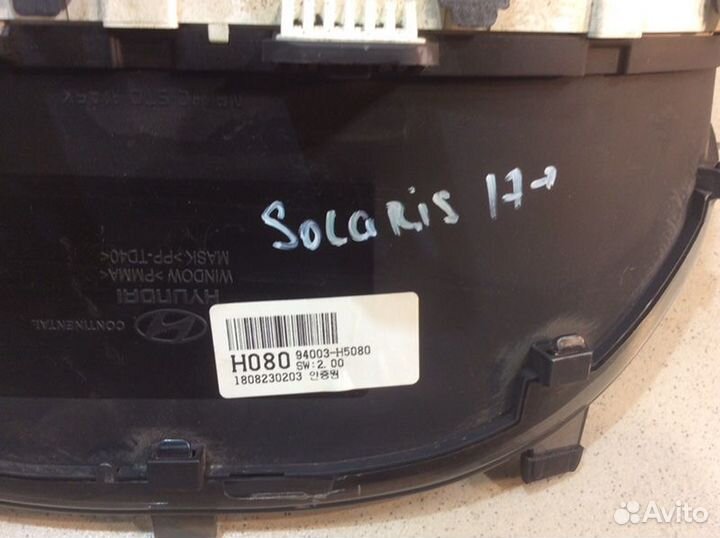 SOLARIS 17->
MASK>PP-TD40<
WINDOW>PMMA<
HYUNDAI
CONTINENTAL
H080 94003-H5080
SW:2.00
1808230203 안증원
Avito